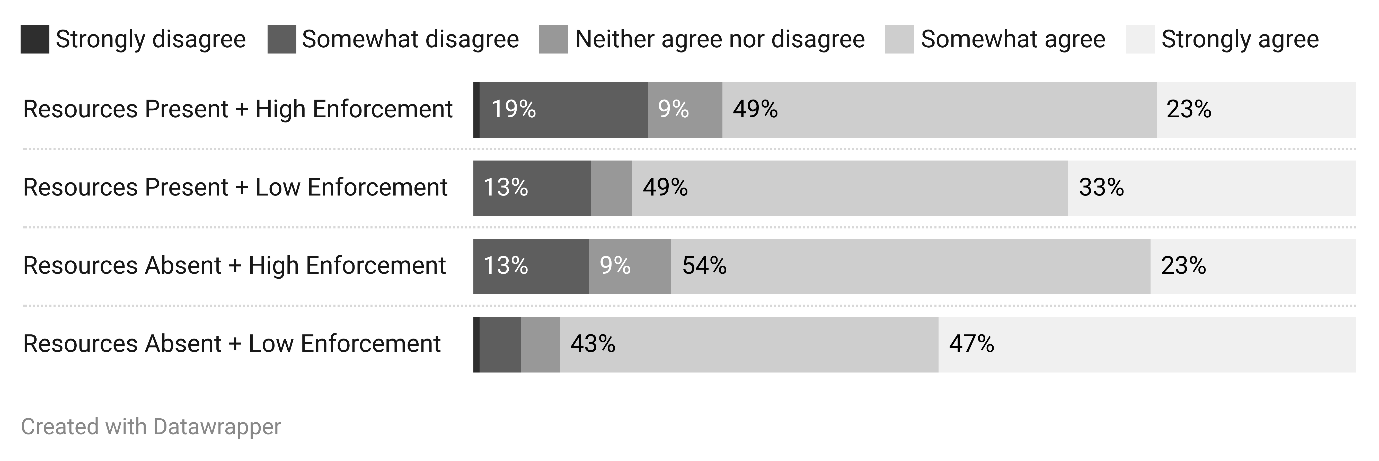 Strongly disagree Somewhat disagree Neither agree nor disagree Somewhat agree Strongly agree
Resources Present + High Enforcement 19% 9% 49% 23%
Resources Present + Low Enforcement 13% 49% 33%
Resources Absent + High Enforcement 13% 9% 54% 23%
Resources Absent + Low Enforcement 43% 47%
Created with Datawrapper